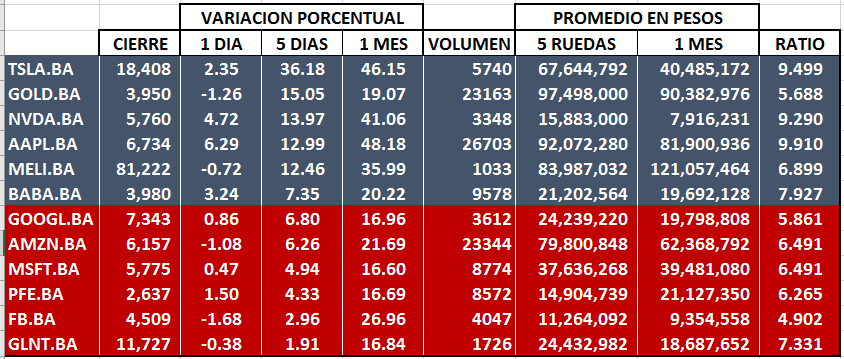 VARIACION PORCENTUAL PROMEDIO EN PESOS
CIERRE 1 DIA 5 DIAS 1 MES VOLUMEN 5 RUEDAS 1 MES RATIO
TSLA.BA 18,408 2.35 36.18 46.15 5740 67,644,792 40,485,172 9.499
GOLD.BA 3,950 -1.26 15.05 19.07 23163 97,498,000 90,382,976 5.688
NVDA.BA 5,760 4.72 13.97 41.06 3348 15,883,000 7,916,231 9.290
AAPL.BA 6,734 6.29 12.99 48.18 26703 92,072,280 81,900,936 9.910
MELI.BA 81,222 -0.72 12.46 35.99 1033 83,987,032 121,057,464 6.899
BABA.BA 3,980 3.24 7.35 20.22 9578 21,202,564 19,692,128 7.927
GOOGL.BA 7,343 0.86 6.80 16.96 3612 24,239,220 19,798,808 5.861
AMZN.BA 6,157 -1.08 6.26 21.69 23344 79,800,848 62,368,792 6.491
MSFT.BA 5,775 0.47 4.94 16.60 8774 37,636,268 39,481,080 6.491
PFE.BA 2,637 1.50 4.33 16.69 8572 14,904,739 21,127,350 6.265
FB.BA 4,509 -1.68 2.96 26.96 4047 11,264,092 9,354,558 4.902
GLNT.BA 11,727 -0.38 1.91 16.84 1726 24,432,982 18,687,652 7.331